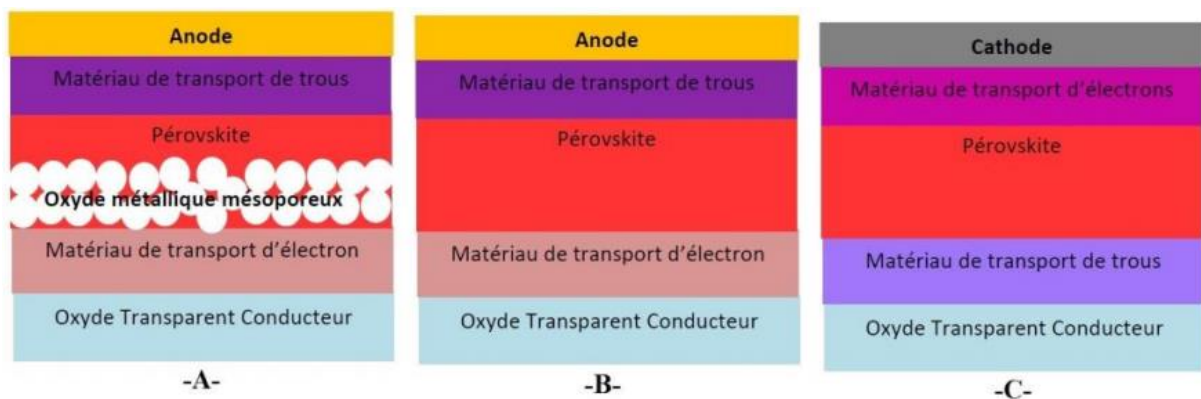 Anode
Matériau de transport de trous
Pérovskite
Oxyde métallique mésoporeux
Matériau de transport d'électron
Oxyde Transparent Conducteur
-A-
Anode
Matériau de transport de trous
Pérovskite
Matériau de transport d'électron
Oxyde Transparent Conducteur
-B-
Cathode
Matériau de transport d'électrons
Pérovskite
Matériau de transport de trous
Oxyde Transparent Conducteur
-C-